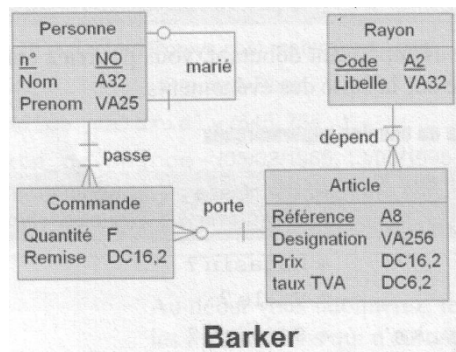 Personne
n° NO
Nom A32
Prenom VA25
marié
Rayon
Code A2
Libelle VA32
passe
dépend
Commande
Quantité F
Remise DC16,2
porte
Article
Référence A8
Designation VA256
Prix DC16,2
taux TVA DC6,2
Barker